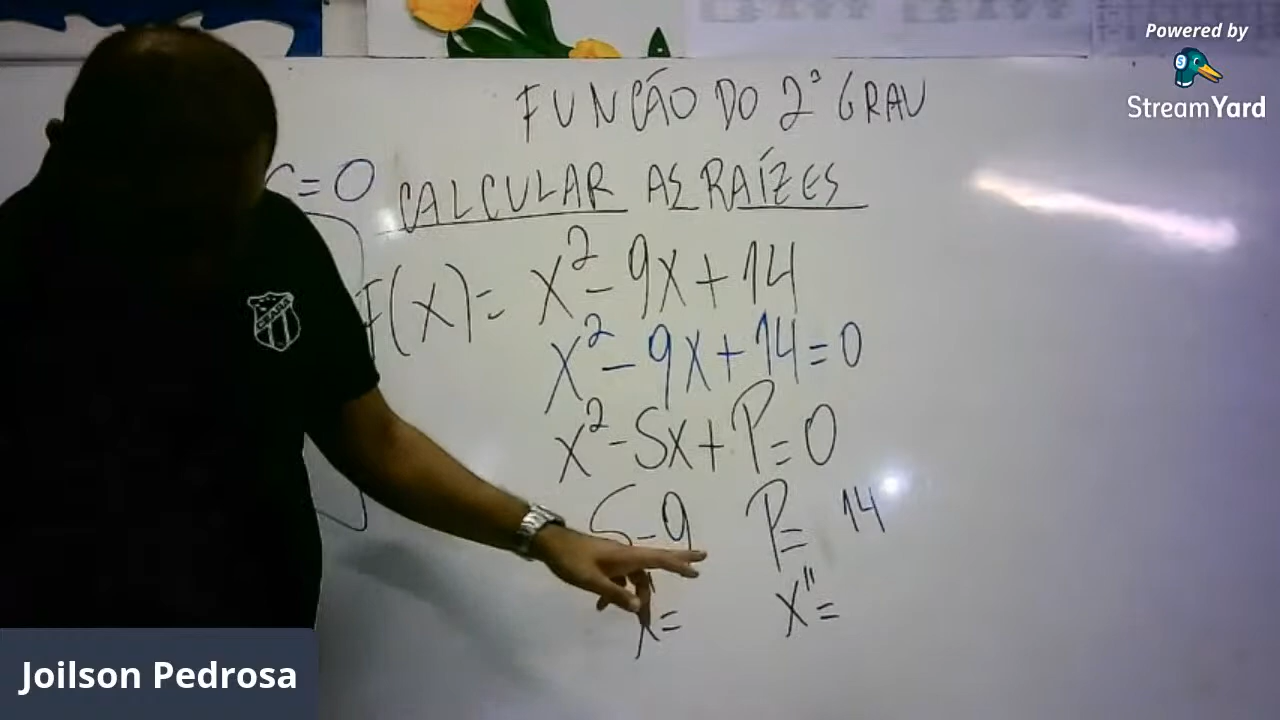 Powered by
StreamYard
FUNÇÃO DO 2º GRAU
C=0
CALCULAR AS RAÍZES
F(x)= x²-9x+14
x²-9x+14=0
x²-Sx+P=0
S=9 P= 14
x'= x"=
Joilson Pedrosa